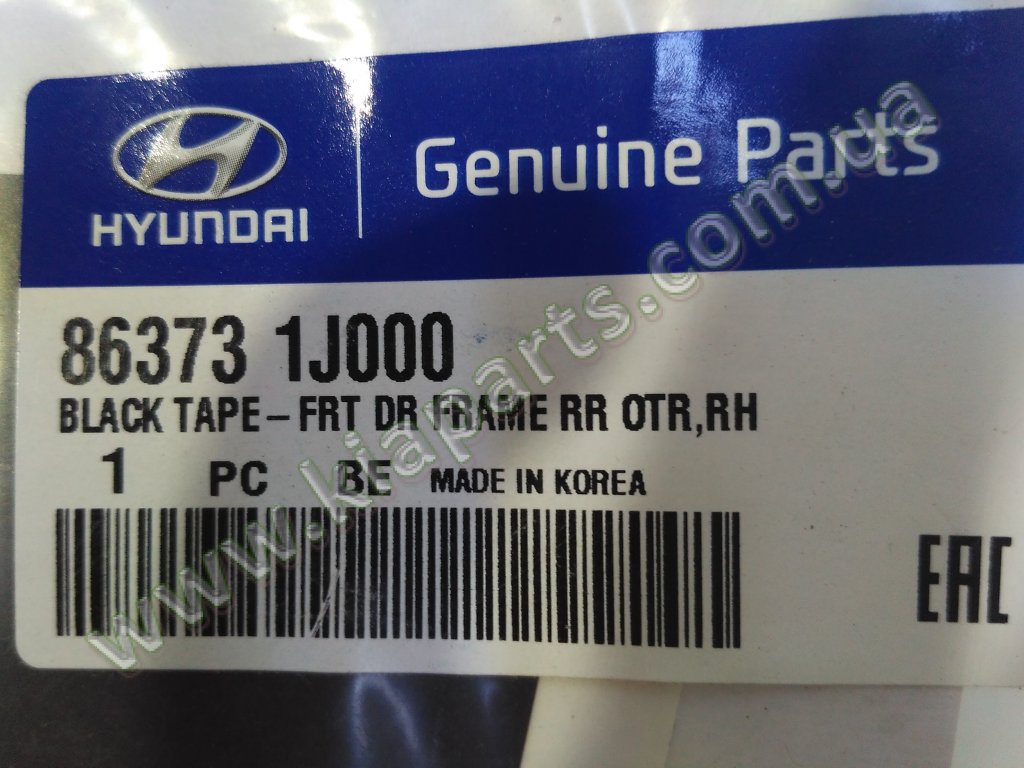 HYUNDAI
Genuine Parts
86373 1J000
BLACK TAPE-FRT DR FRAME RR OTR,RH
1 PC BE MADE IN KOREA
EAC
www.kiaparts.com.ua